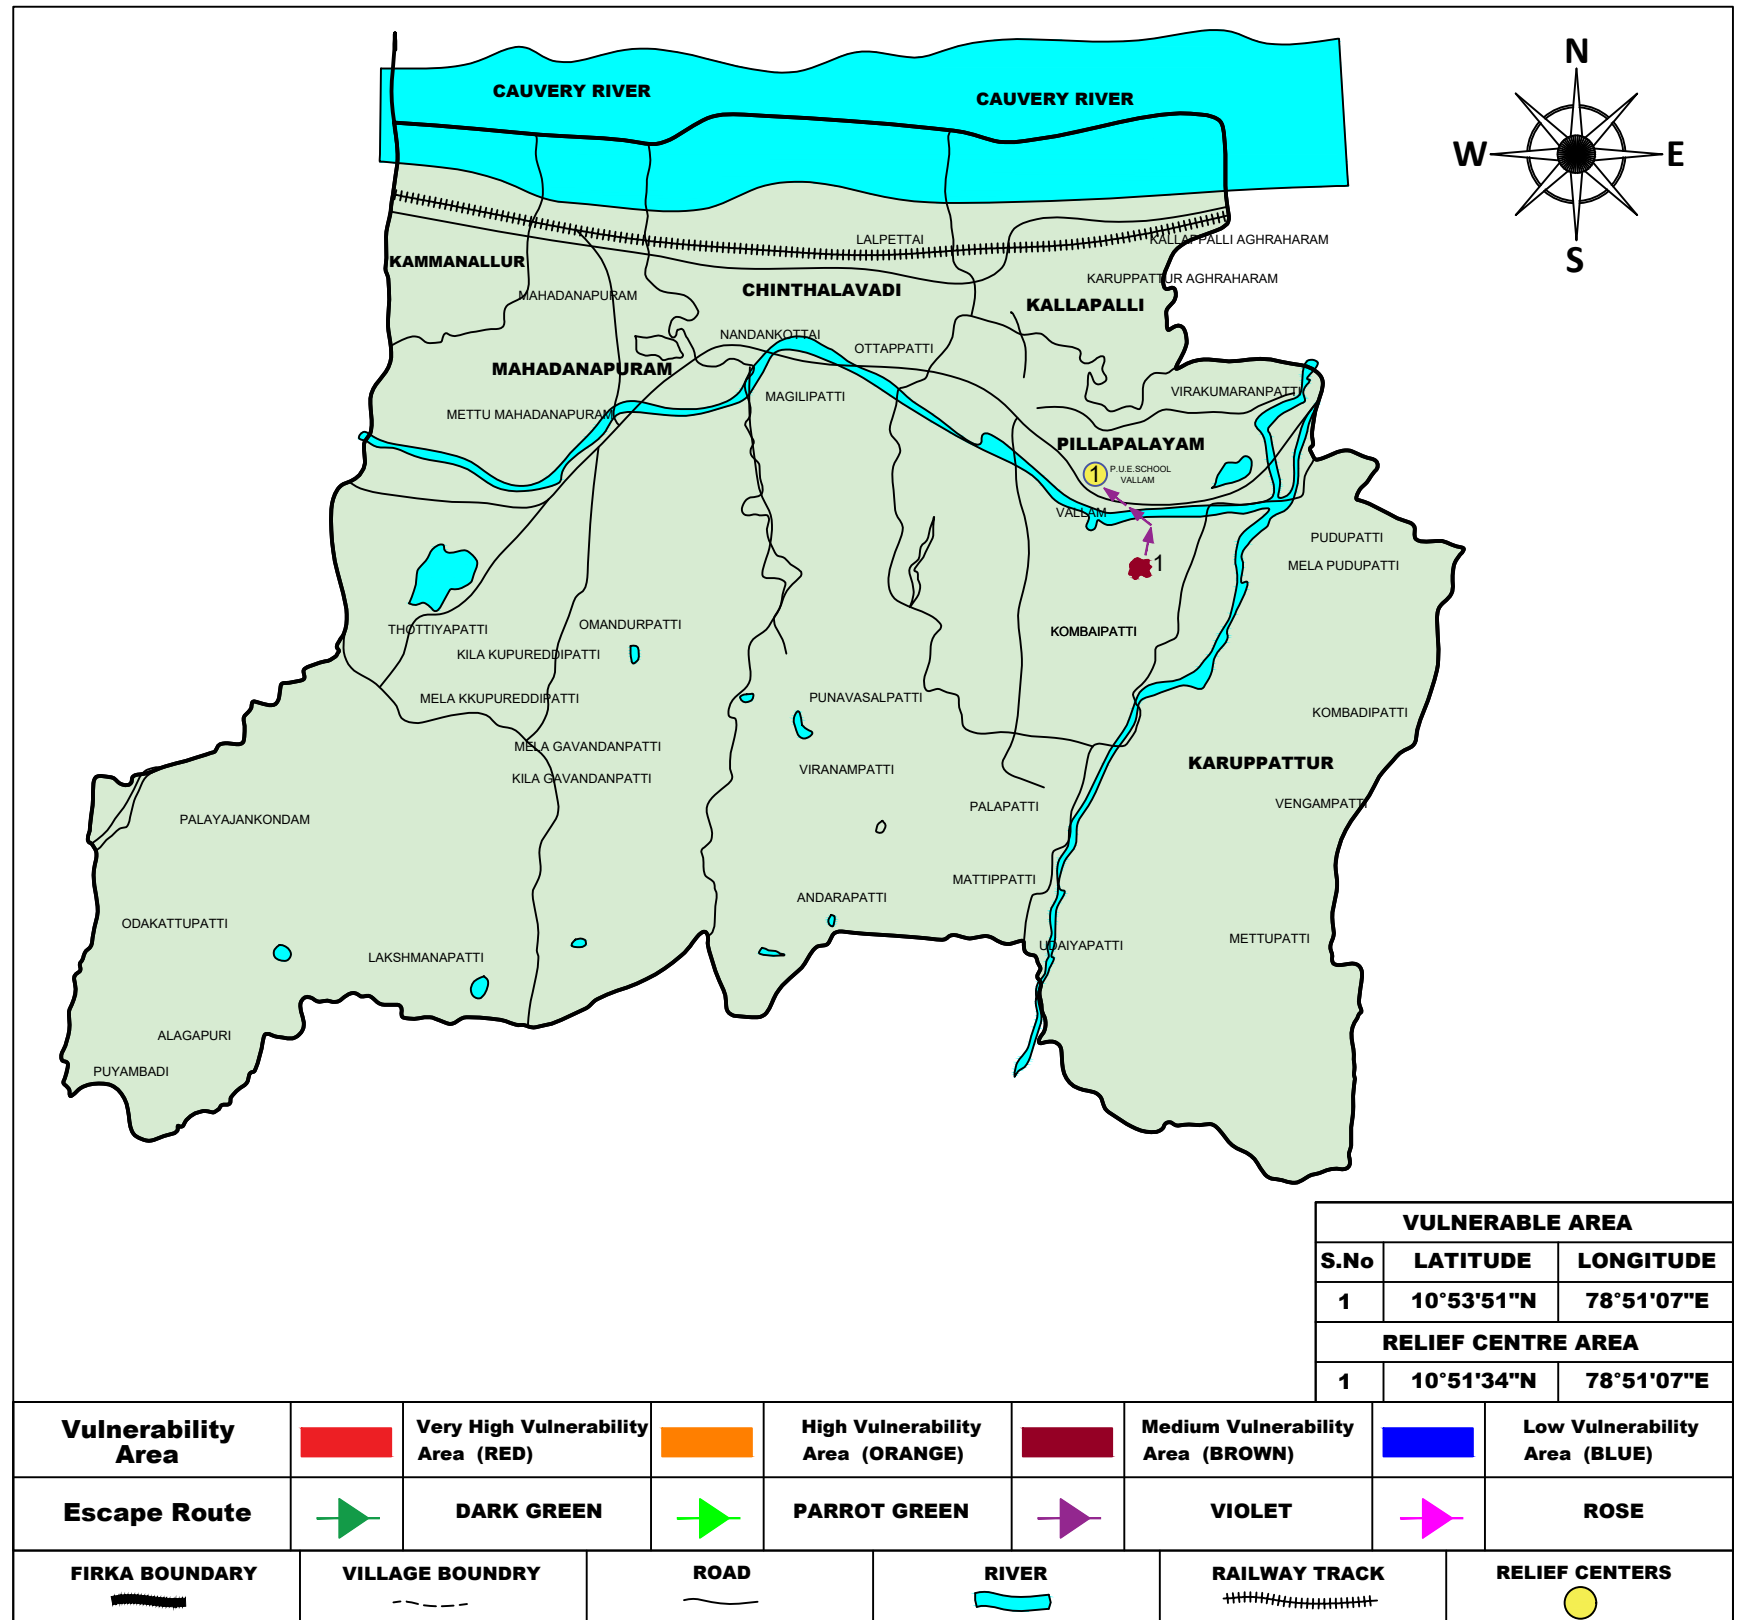 CAUVERY RIVER
CAUVERY RIVER
N
W
E
S
LALPETTAI
KALLAPPALLI AGHRAHARAM
KAMMANALLUR
KARUPPATTUR AGHRAHARAM
MAHADANAPURAM
CHINTHALAVADI
KALLAPALLI
NANDANKOTTAI
OTTAPPATTI
MAHADANAPURAM
MAGILIPATTI
VIRAKUMARANPATTI
METTU MAHADANAPURAM
PILLAPALAYAM
1
P.U.E.SCHOOL
VALLAM
VALLAM
PUDUPATTI
1
MELA PUDUPATTI
THOTTIYAPATTI
OMANDURPATTI
KOMBAIPATTI
KILA KUPUREDDIPATTI
MELA KKUPUREDDIPATTI
PUNAVASALPATTI
KOMBADIPATTI
MELA GAVANDANPATTI
KILA GAVANDANPATTI
VIRANAMPATTI
KARUPPATTUR
PALAYAJANKONDAM
PALAPATTI
VENGAMPATTI
MATTIPPATTI
ANDARAPATTI
ODAKATTUPATTI
LAKSHMANAPATTI
UDAIYAPATTI
METTUPATTI
ALAGAPURI
PUYAMBADI
VULNERABLE AREA
S.No LATITUDE LONGITUDE
1 10°53'51"N 78°51'07"E
RELIEF CENTRE AREA
1 10°51'34"N 78°51'07"E
Vulnerability
Area
Very High Vulnerability
Area (RED)
High Vulnerability
Area (ORANGE)
Medium Vulnerability
Area (BROWN)
Low Vulnerability
Area (BLUE)
Escape Route DARK GREEN PARROT GREEN VIOLET ROSE
FIRKA BOUNDARY VILLAGE BOUNDRY ROAD RIVER RAILWAY TRACK RELIEF CENTERS